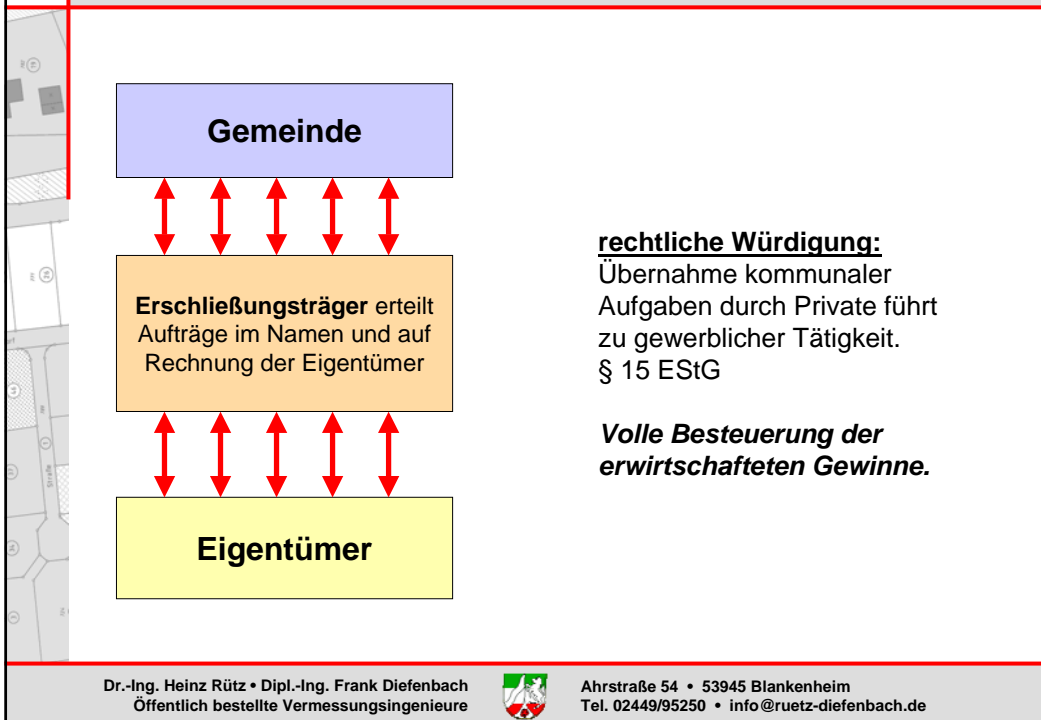 Gemeinde
Erschließungsträger erteilt
Aufträge im Namen und auf
Rechnung der Eigentümer
Eigentümer
rechtliche Würdigung:
Übernahme kommunaler
Aufgaben durch Private führt
zu gewerblicher Tätigkeit.
§ 15 EStG
Volle Besteuerung der
erwirtschafteten Gewinne.
Straße
Dr.-Ing. Heinz Rütz • Dipl.-Ing. Frank Diefenbach
Öffentlich bestellte Vermessungsingenieure
Ahrstraße 54 • 53945 Blankenheim
Tel. 02449/95250 • info@ruetz-diefenbach.de